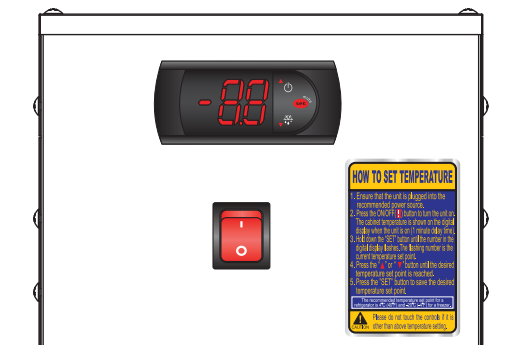 -8.8
SET
HOW TO SET TEMPERATURE
1. Ensure that the unit is plugged into the
recommended power source.
2. Press the ON/OFF( ) button to turn the unit on.
The cabinet temperature is shown on the digital
display when the unit is on (1 minute delay time).
3. Hold down the "SET" button until the number in the
digital display flashes. The flashing number is the
current temperature set point.
4. Press the "▲" or "▼" button until the desired
temperature set point is reached.
5. Press the "SET" button to save the desired
temperature set point.
The recommended temperature set point for a
refrigerator is and for a freezer.
CAUTION
Please do not touch the controls if it is
other than above temperature setting.